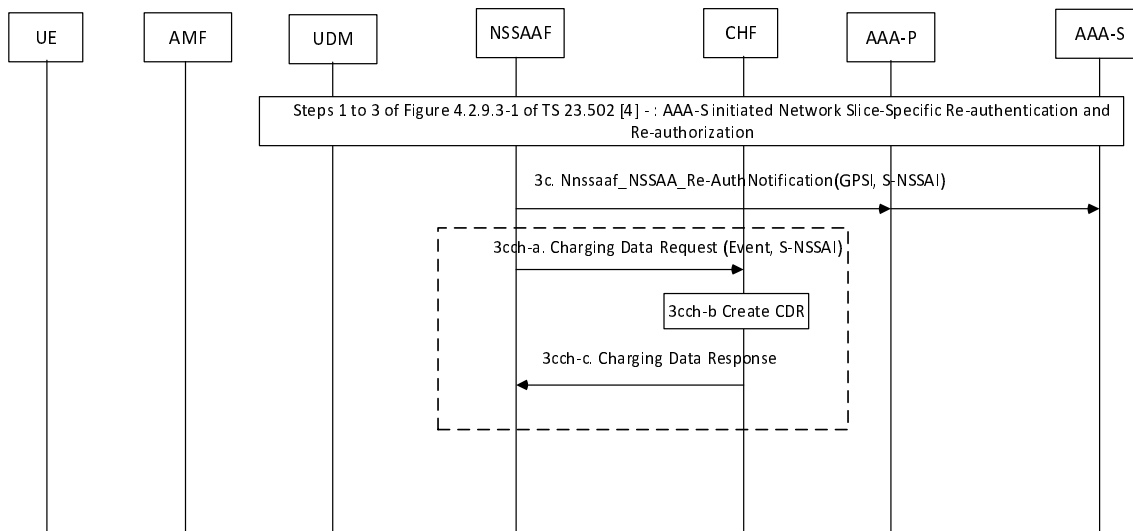 UE
AMF
UDM
NSSAAF
CHF
AAA-P
AAA-S
Steps 1 to 3 of Figure 4.2.9.3-1 of TS 23.502 [4] - : AAA-S initiated Network Slice-Specific Re-authentication and
Re-authorization
3c. Nnssaaf_NSSAA_Re-AuthNotification(GPSI, S-NSSAI)
3cch-a. Charging Data Request (Event, S-NSSAI)
3cch-b Create CDR
3cch-c. Charging Data Response